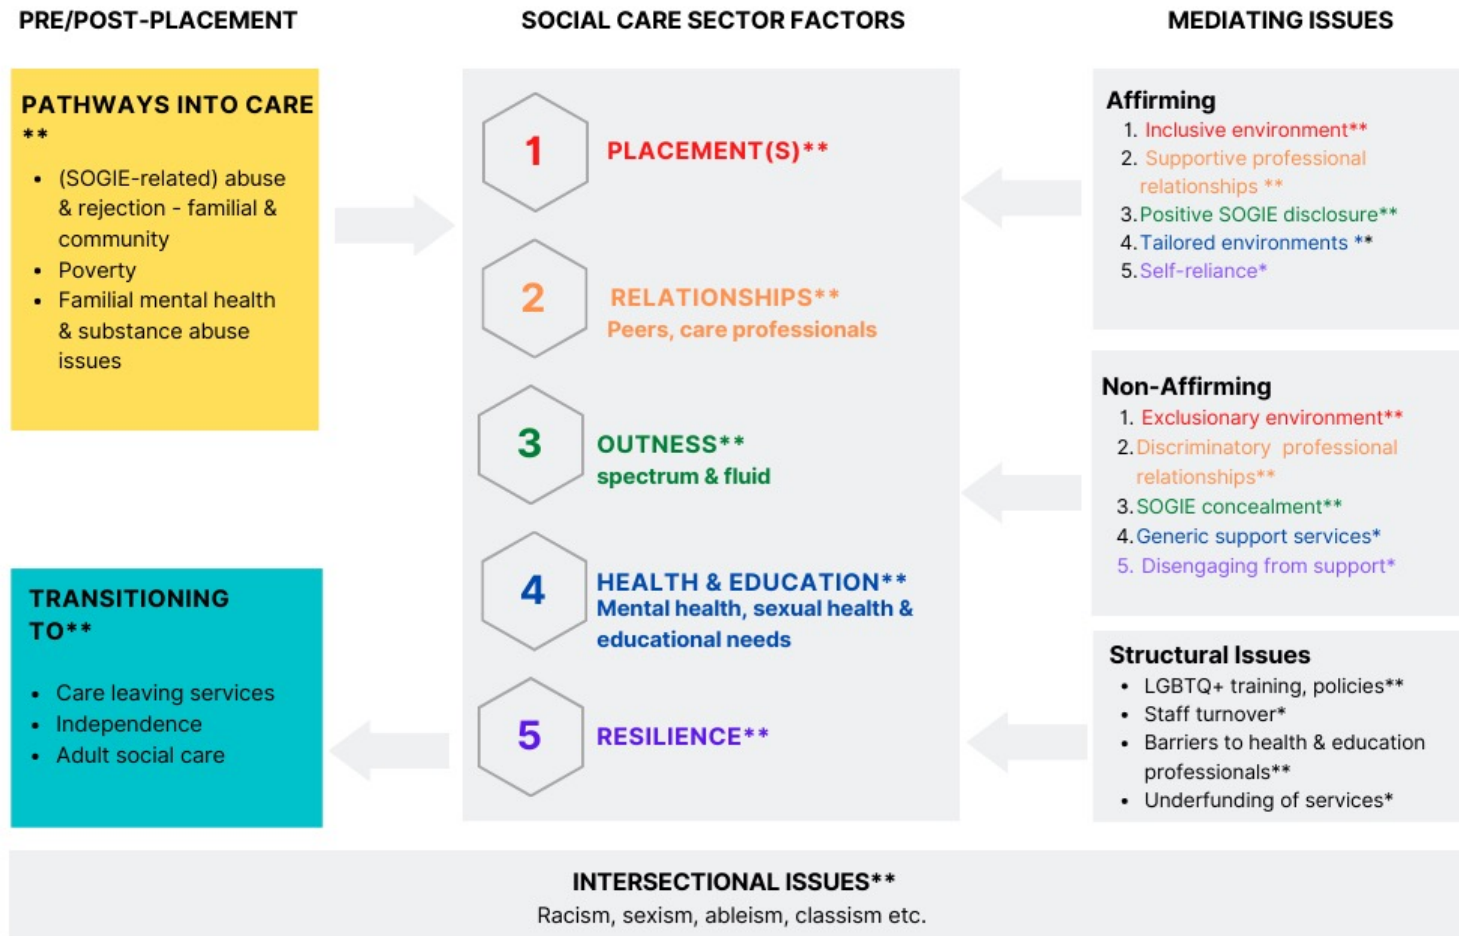 PRE/POST-PLACEMENT
SOCIAL CARE SECTOR FACTORS
MEDIATING ISSUES
PATHWAYS INTO CARE
**
• (SOGIE-related) abuse
& rejection - familial &
community
• Poverty
• Familial mental health
& substance abuse
issues
TRANSITIONING
TO**
• Care leaving services
• Independence
• Adult social care
1
PLACEMENT(S)**
2
RELATIONSHIPS**
Peers, care professionals
3
OUTNESS**
spectrum & fluid
4
HEALTH & EDUCATION**
Mental health, sexual health &
educational needs
5
RESILIENCE**
Affirming
1. Inclusive environment**
2. Supportive professional
relationships **
3. Positive SOGIE disclosure**
4. Tailored environments **
5. Self-reliance*
Non-Affirming
1. Exclusionary environment**
2. Discriminatory professional
relationships**
3. SOGIE concealment**
4. Generic support services*
5. Disengaging from support*
Structural Issues
• LGBTQ+ training, policies**
• Staff turnover*
• Barriers to health & education
professionals**
• Underfunding of services*
INTERSECTIONAL ISSUES**
Racism, sexism, ableism, classism etc.